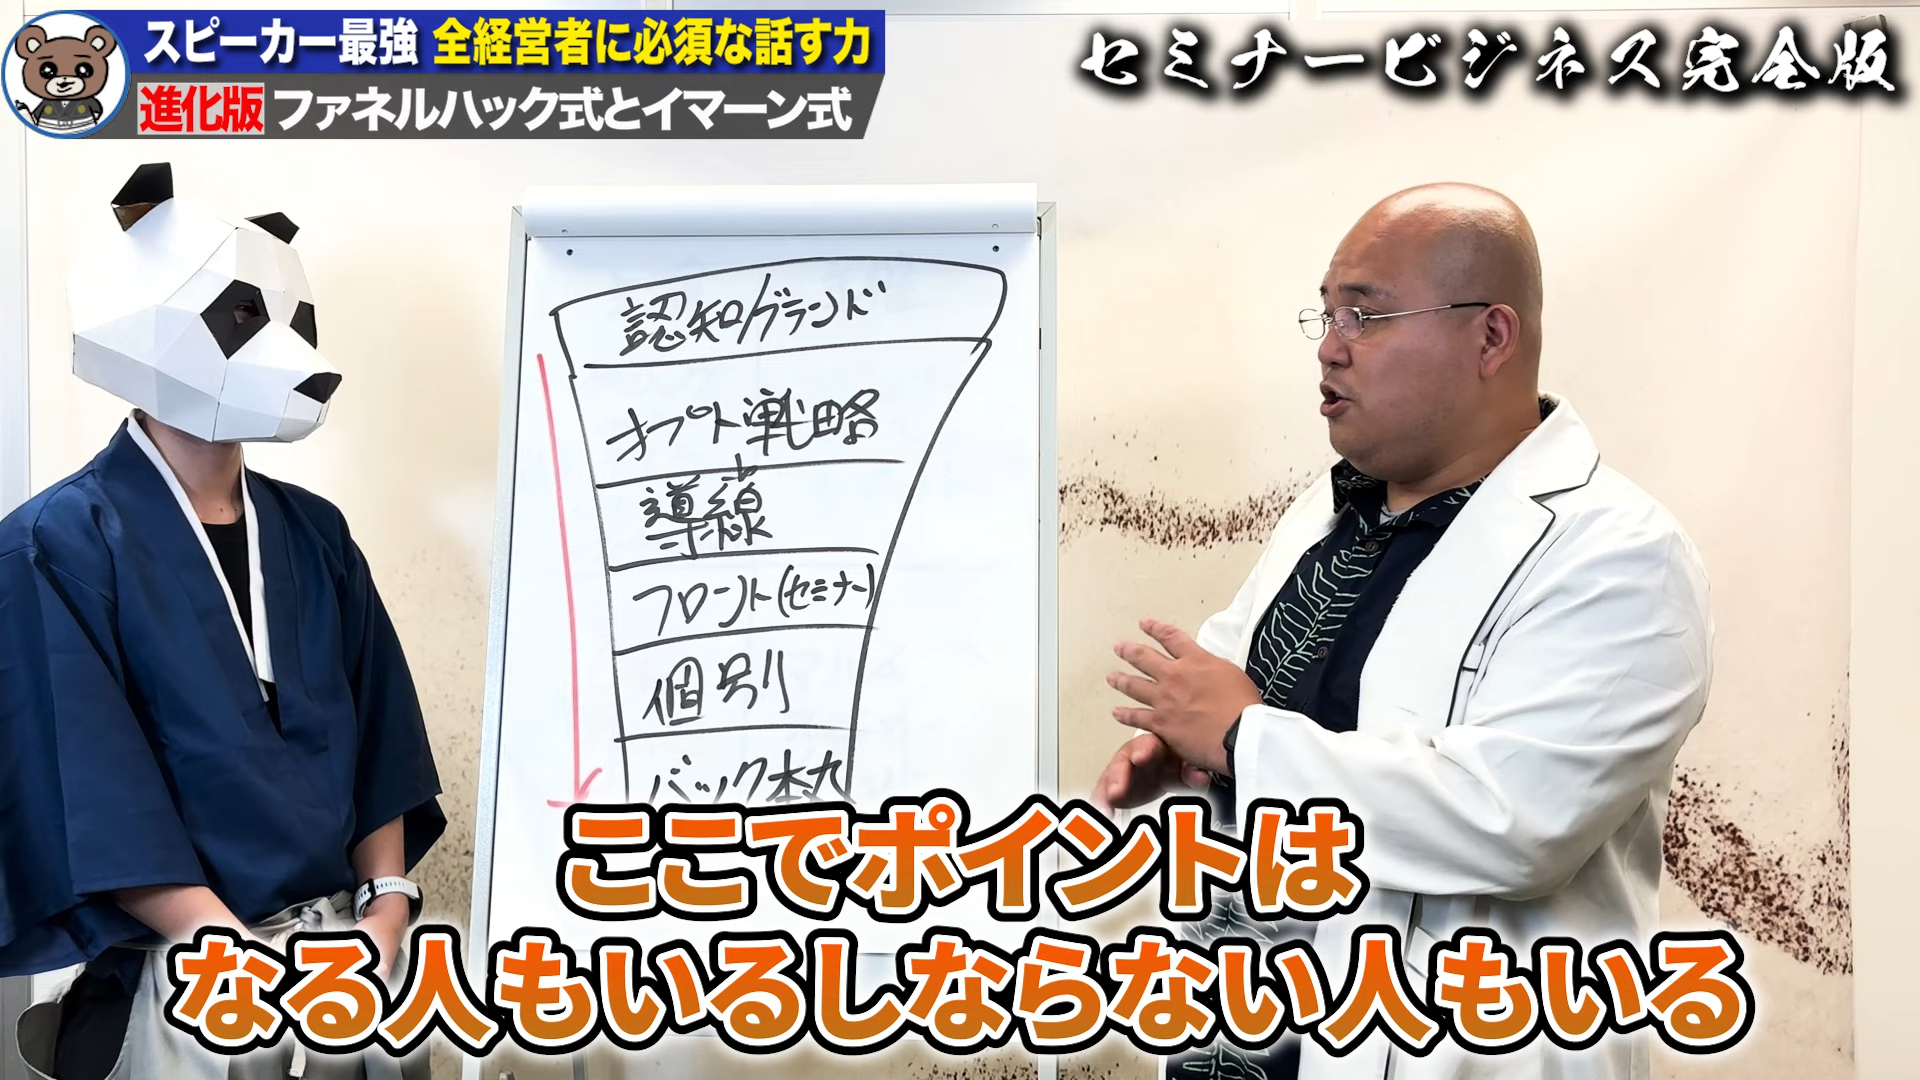 スピーカー最強 全経営者に必須な話す力
進化版 ファネルハック式とイマーン式
セミナービジネス完全版
認知/グランド
オプト戦略
導線
フロント(セミナー)
個別
バック本丸
ここでポイントは
なる人もいるしならない人もいる